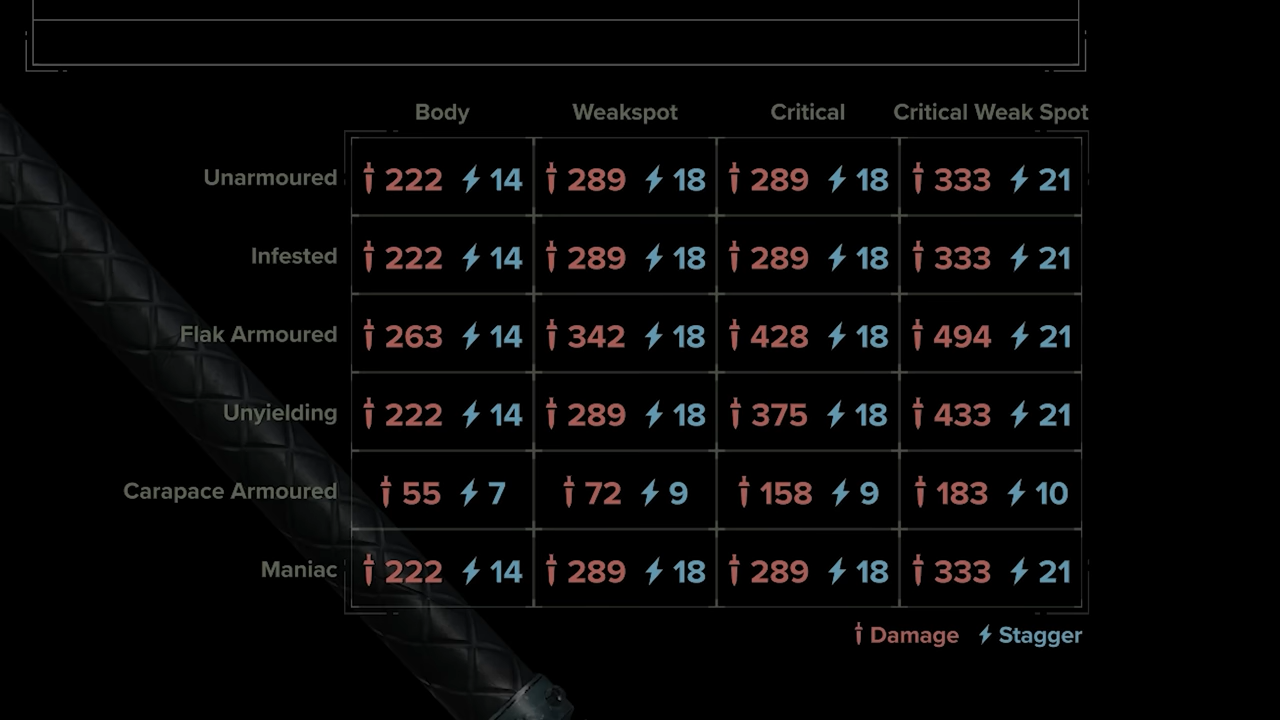 Body Weakspot Critical Critical Weak Spot
Unarmoured 222 14 289 18 289 18 333 21
Infested 222 14 289 18 289 18 333 21
Flak Armoured 263 14 342 18 428 18 494 21
Unyielding 222 14 289 18 375 18 433 21
Carapace Armoured 55 7 72 9 158 9 183 10
Maniac 222 14 289 18 289 18 333 21
Damage Stagger